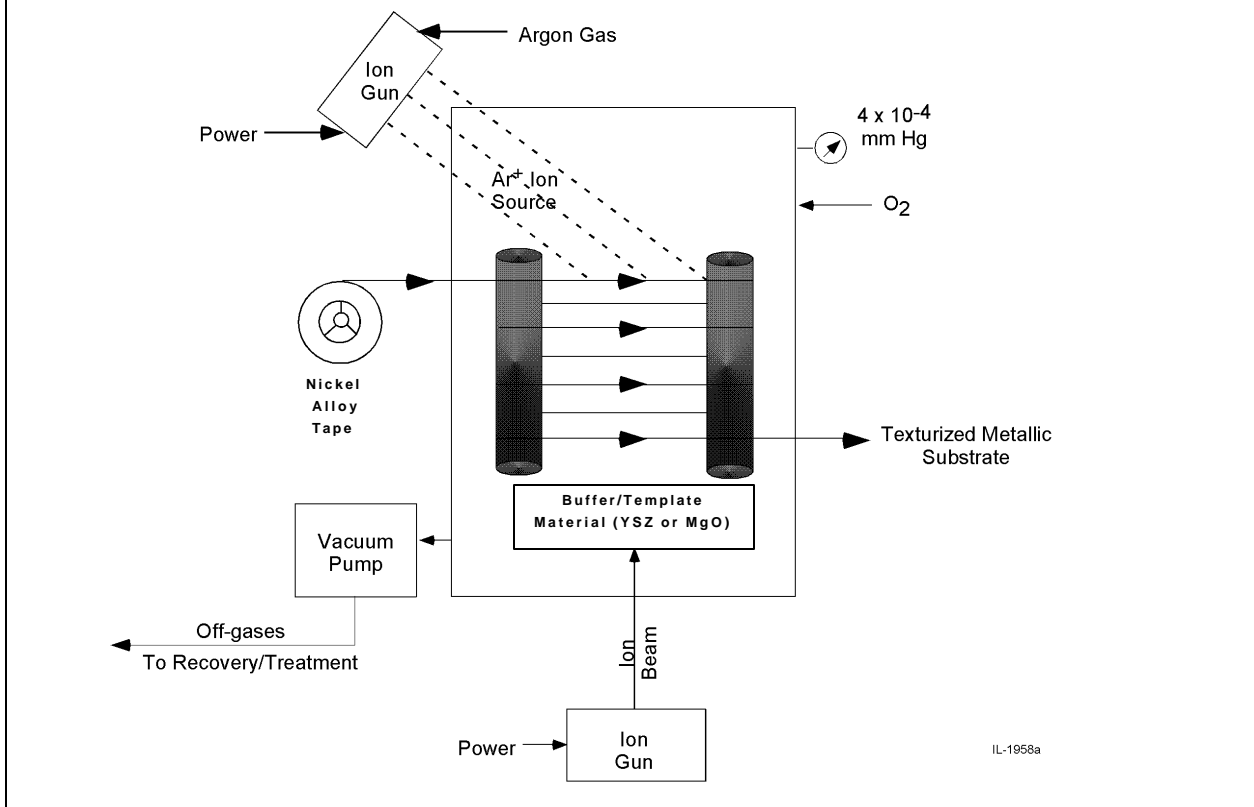 Argon Gas
Ion
Gun
Power
4 x 10-4
mm Hg
Ar+ Ion
Source
O2
Nickel
Alloy
Tape
Texturized Metallic
Substrate
Buffer/Template
Material (YSZ or MgO)
Vacuum
Pump
Off-gases
To Recovery/Treatment
Ion
Beam
Power
Ion
Gun
IL-1958a